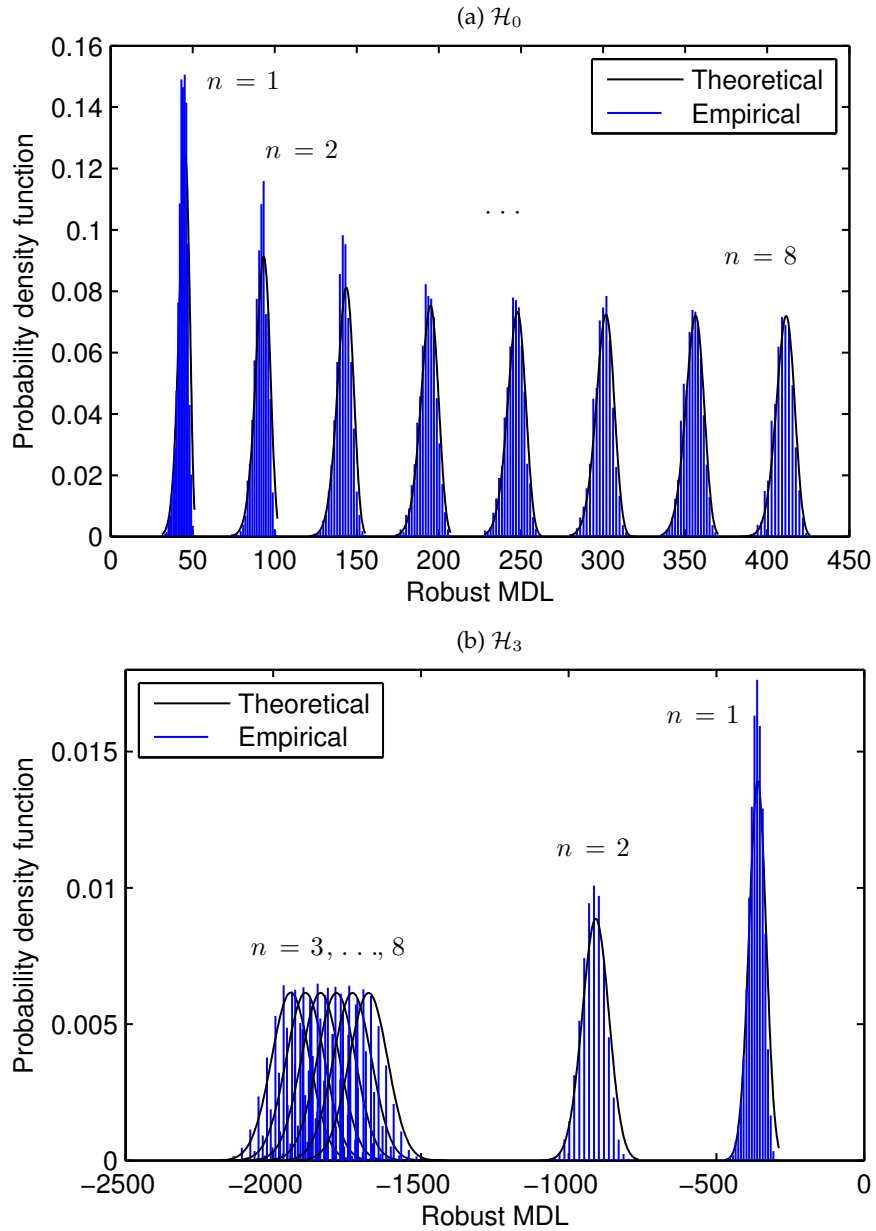 (a) H₀
0.16
0.14
0.12
0.1
0.08
0.06
0.04
0.02
0
Probability density function
n = 1
n = 2
. . .
n = 8
Theoretical
Empirical
0 50 100 150 200 250 300 350 400 450
Robust MDL
(b) H₃
0.015
0.01
0.005
0
Probability density function
Theoretical
Empirical
n = 1
n = 2
n = 3, . . . , 8
−2500 −2000 −1500 −1000 −500 0
Robust MDL